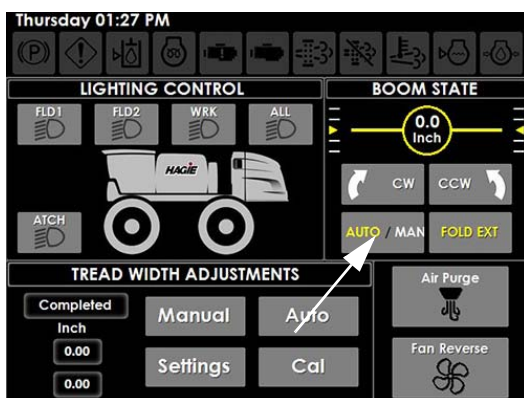 Thursday 01:27 PM
(P)
LIGHTING CONTROL
FLD1 FLD2 WRK ALL
HAGIE
ATCH
BOOM STATE
0.0
Inch
CW CCW
AUTO / MAN FOLD EXT
TREAD WIDTH ADJUSTMENTS
Completed
Inch
0.00
0.00
Manual Auto
Settings Cal
Air Purge
Fan Reverse